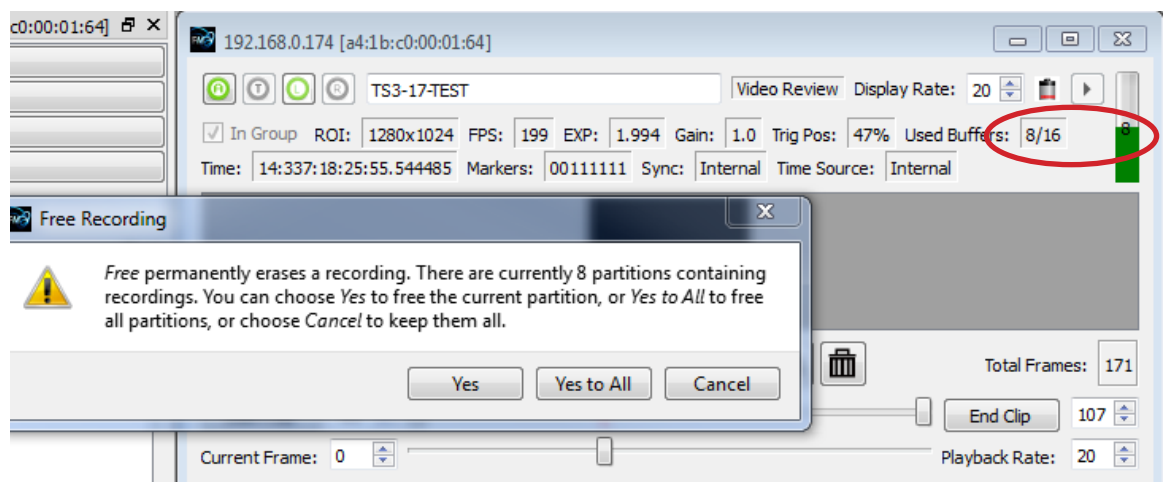 c0:00:01:64]
192.168.0.174 [a4:1b:c0:00:01:64]
TS3-17-TEST Video Review Display Rate: 20
In Group ROI: 1280x1024 FPS: 199 EXP: 1.994 Gain: 1.0 Trig Pos: 47% Used Buffers: 8/16 8
Time: 14:337:18:25:55.544485 Markers: 00111111 Sync: Internal Time Source: Internal
Free Recording
Free permanently erases a recording. There are currently 8 partitions containing
recordings. You can choose Yes to free the current partition, or Yes to All to free
all partitions, or choose Cancel to keep them all.
Yes Yes to All Cancel
Total Frames: 171
End Clip 107
Current Frame: 0 Playback Rate: 20